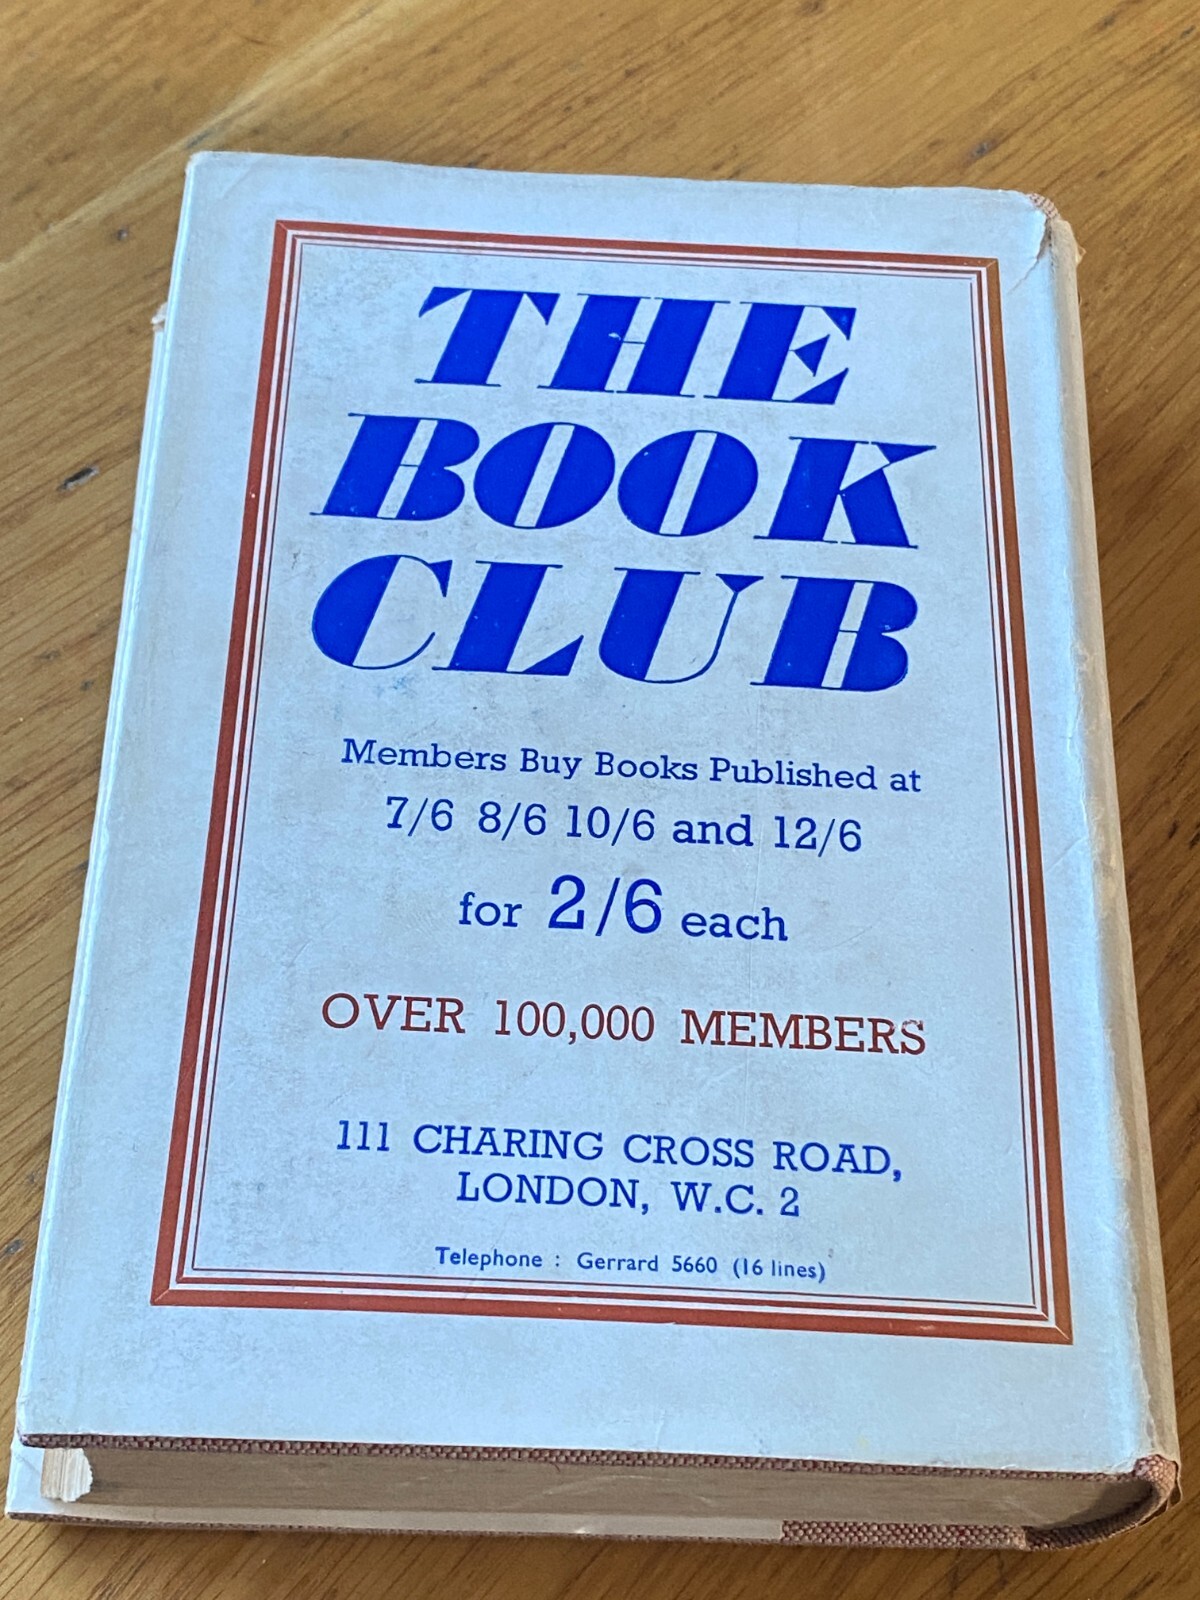 THE
BOOK
CLUB
Members Buy Books Published at
7/6 8/6 10/6 and 12/6
for 2/6 each
OVER 100,000 MEMBERS
111 CHARING CROSS ROAD,
LONDON, W.C. 2
Telephone : Gerrard 5660 (16 lines)